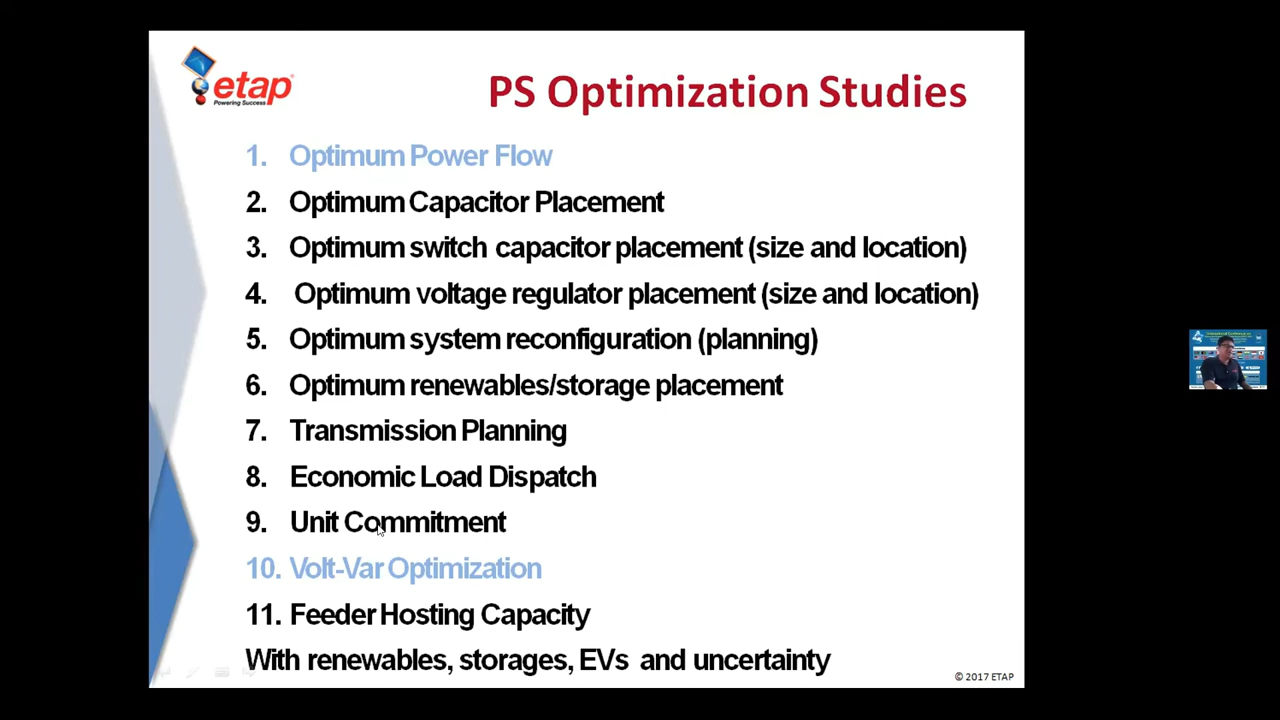 etap
Powering Success
PS Optimization Studies
1. Optimum Power Flow
2. Optimum Capacitor Placement
3. Optimum switch capacitor placement (size and location)
4. Optimum voltage regulator placement (size and location)
5. Optimum system reconfiguration (planning)
6. Optimum renewables/storage placement
7. Transmission Planning
8. Economic Load Dispatch
9. Unit Commitment
10. Volt-Var Optimization
11. Feeder Hosting Capacity
With renewables, storages, EVs and uncertainty
© 2017 ETAP